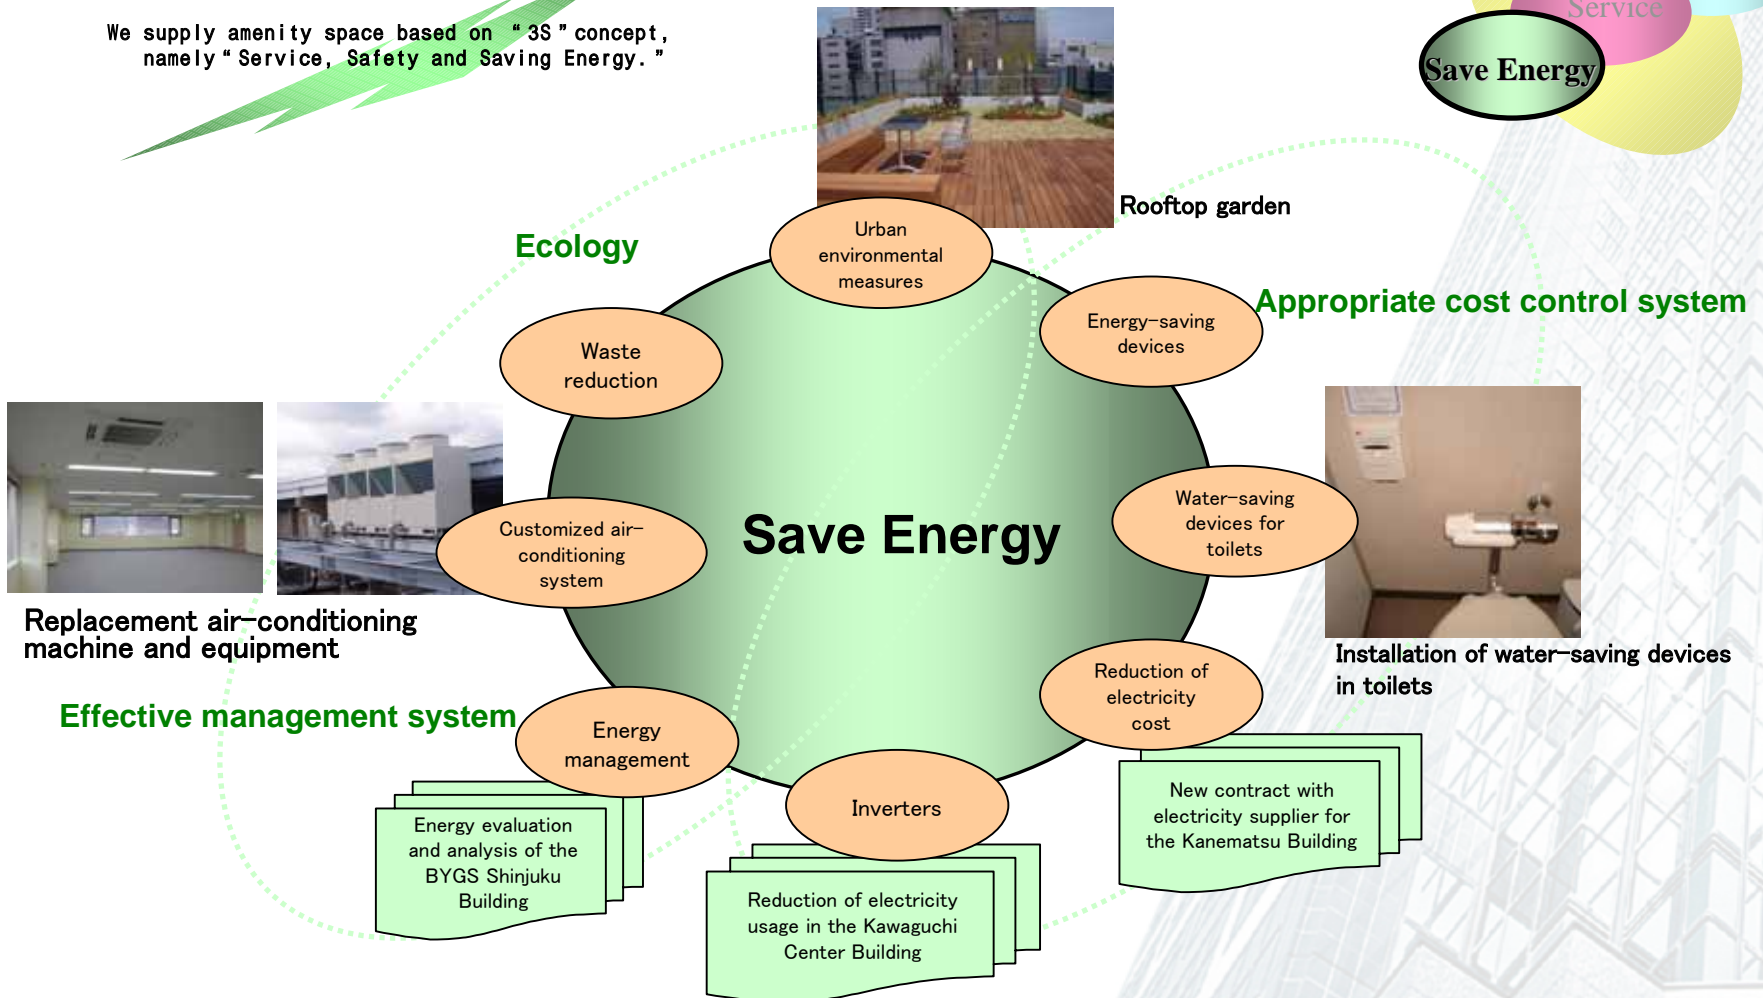 We supply amenity space based on “3S” concept,
namely“Service, Safety and Saving Energy.”
Service
Save Energy
Rooftop garden
Urban
environmental
measures
Ecology
Appropriate cost control system
Energy-saving
devices
Waste
reduction
Water-saving
devices for
toilets
Save Energy
Customized air-
conditioning
system
Replacement air-conditioning
machine and equipment
Installation of water-saving devices
in toilets
Reduction of
electricity
cost
Effective management system
Energy
management
Inverters
New contract with
electricity supplier for
the Kanematsu Building
Energy evaluation
and analysis of the
BYGS Shinjuku
Building
Reduction of electricity
usage in the Kawaguchi
Center Building